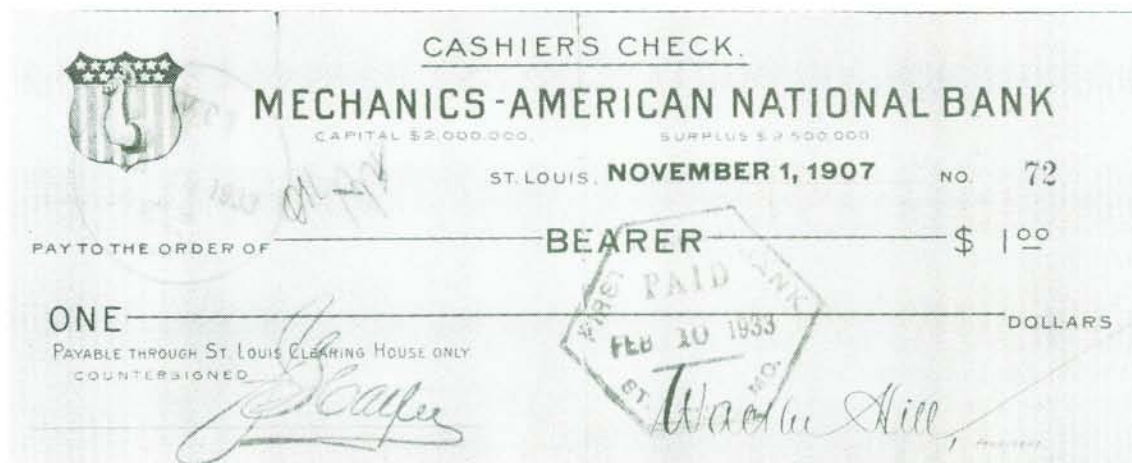 CASHIER'S CHECK.
MECHANICS-AMERICAN NATIONAL BANK
CAPITAL $2,000,000. SURPLUS $2,500,000
ST. LOUIS, NOVEMBER 1, 1907 NO. 72
PAY TO THE ORDER OF BEARER $ 1 00
ONE DOLLARS
PAYABLE THROUGH ST. LOUIS CLEARING HOUSE ONLY
COUNTERSIGNED
PAID
FEB 10 1933
ST. MO.
Hill,